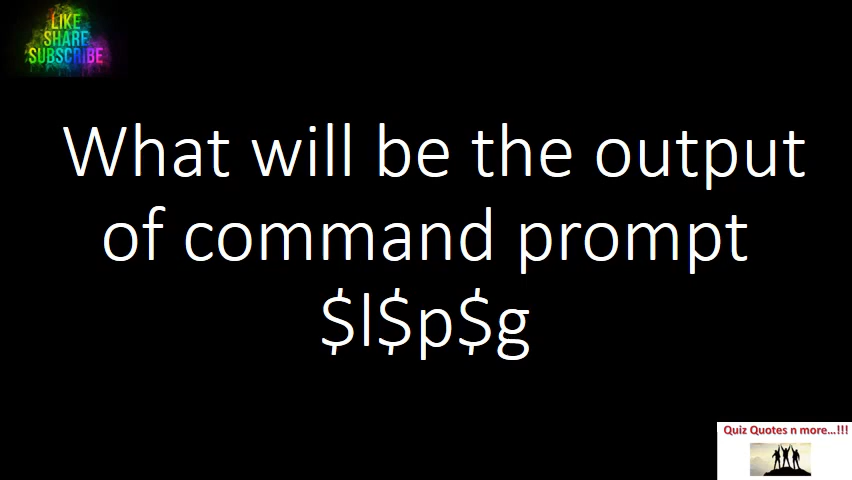 LIKE
SHARE
SUBSCRIBE
What will be the output
of command prompt
$l$p$g
Quiz Quotes n more...!!!